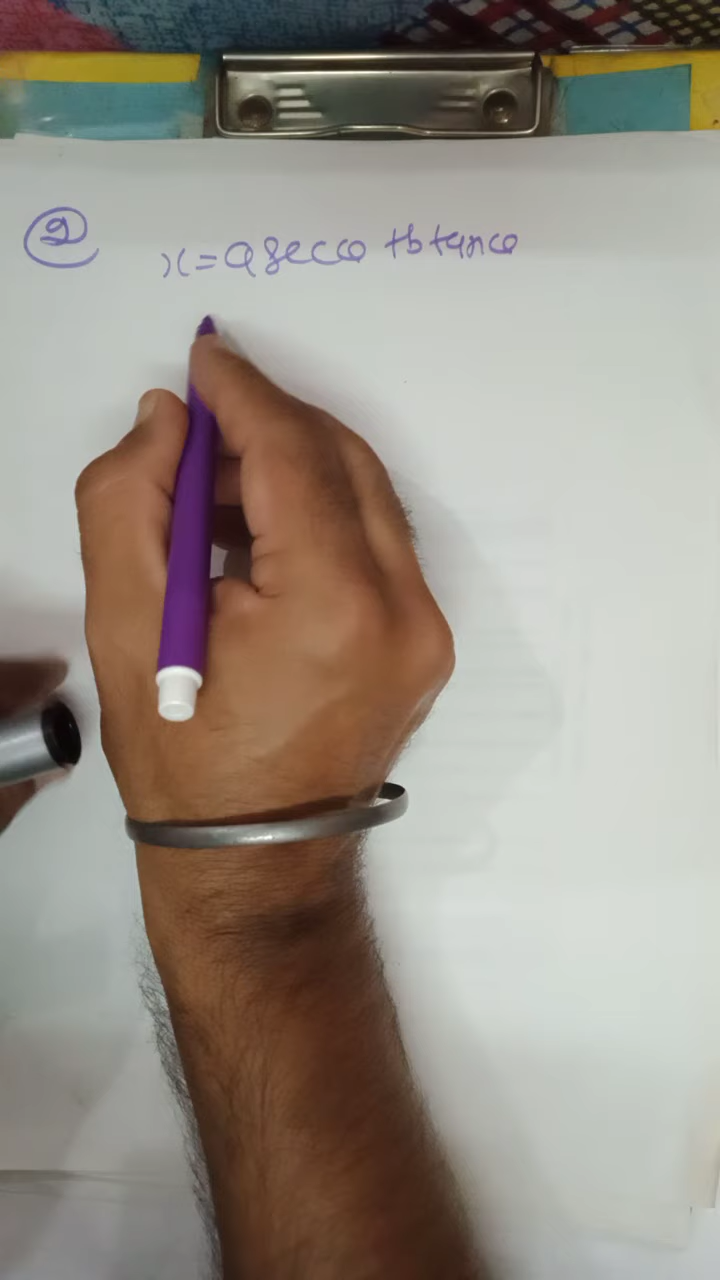 ② x = a secθ + b tanθ